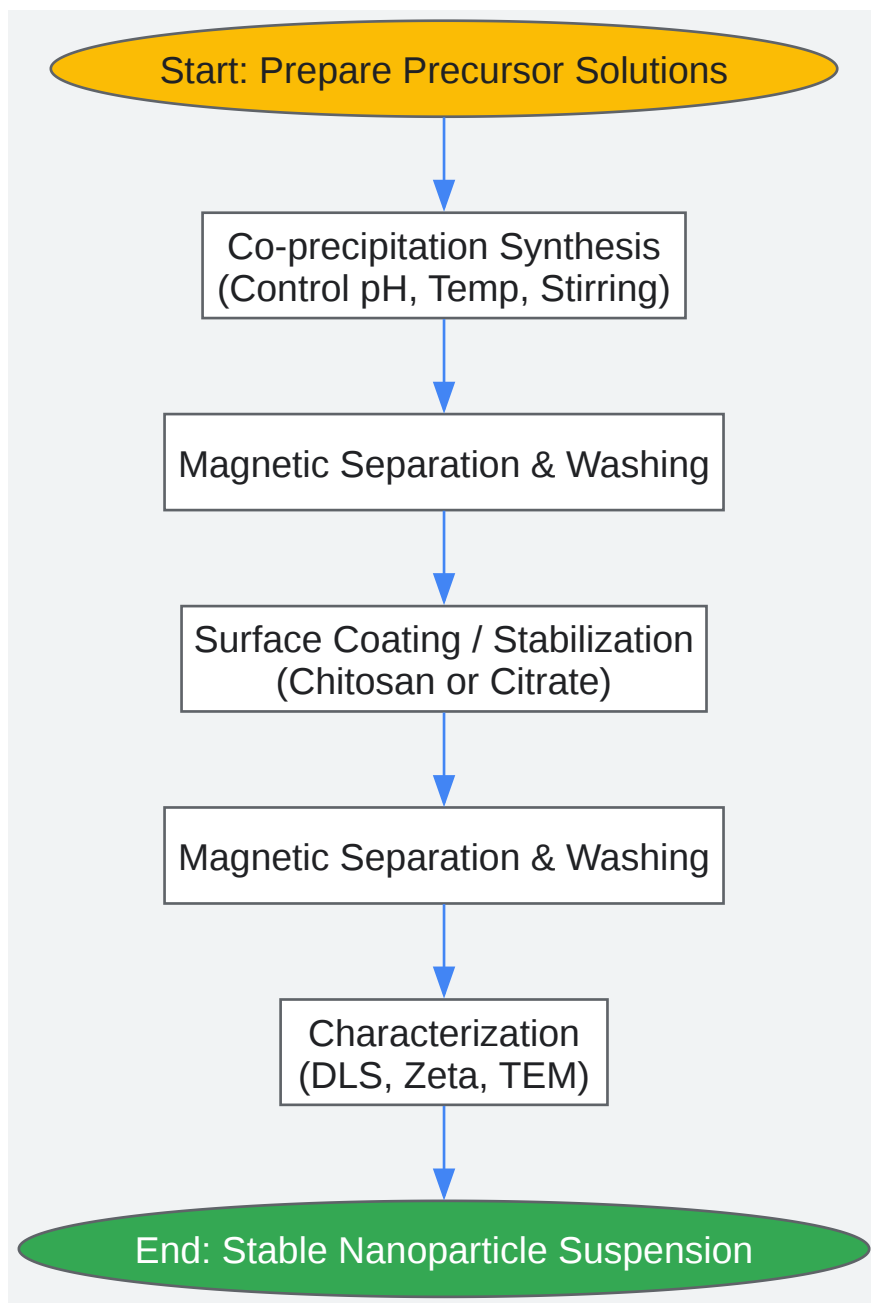 Start: Prepare Precursor Solutions
Co-precipitation Synthesis
(Control pH, Temp, Stirring)
Magnetic Separation & Washing
Surface Coating / Stabilization
(Chitosan or Citrate)
Magnetic Separation & Washing
Characterization
(DLS, Zeta, TEM)
End: Stable Nanoparticle Suspension